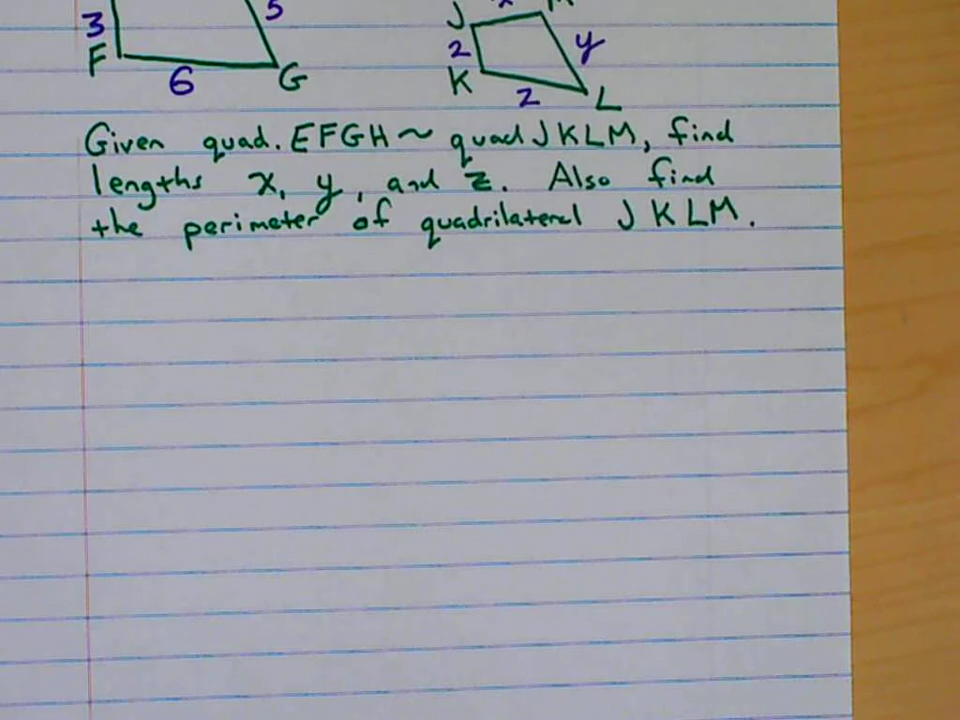 3
5
F
6
G
J
2
y
K
z
L
Given quad. EFGH ~ quad JKLM, find
lengths x, y, and z. Also find
the perimeter of quadrilateral JKLM.